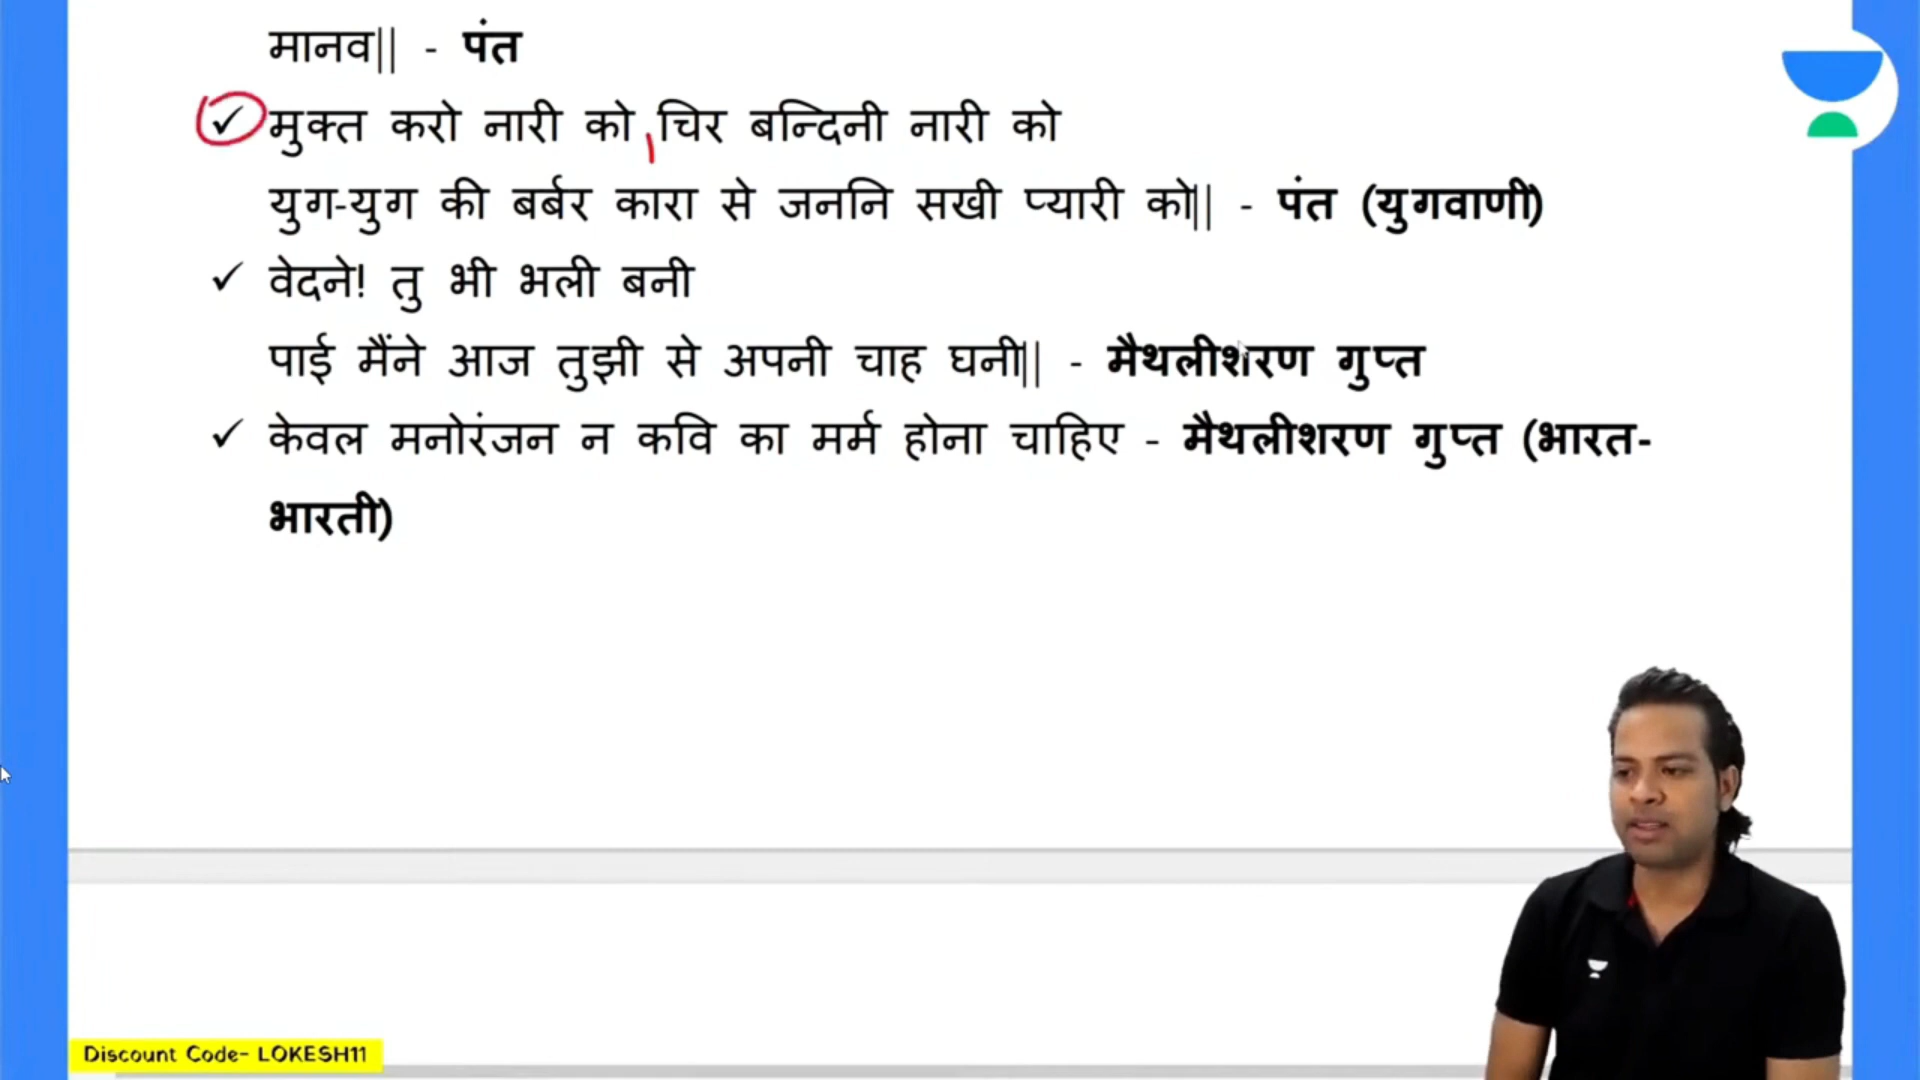 मानव|| - पंत
✓ मुक्त करो नारी को, चिर बन्दिनी नारी को
युग-युग की बर्बर कारा से जननि सखी प्यारी को|| - पंत (युगवाणी)
✓ वेदने! तु भी भली बनी
पाई मैंने आज तुझी से अपनी चाह घनी|| - मैथलीशरण गुप्त
✓ केवल मनोरंजन न कवि का मर्म होना चाहिए - मैथलीशरण गुप्त (भारत-
भारती)
Discount Code- LOKESH11